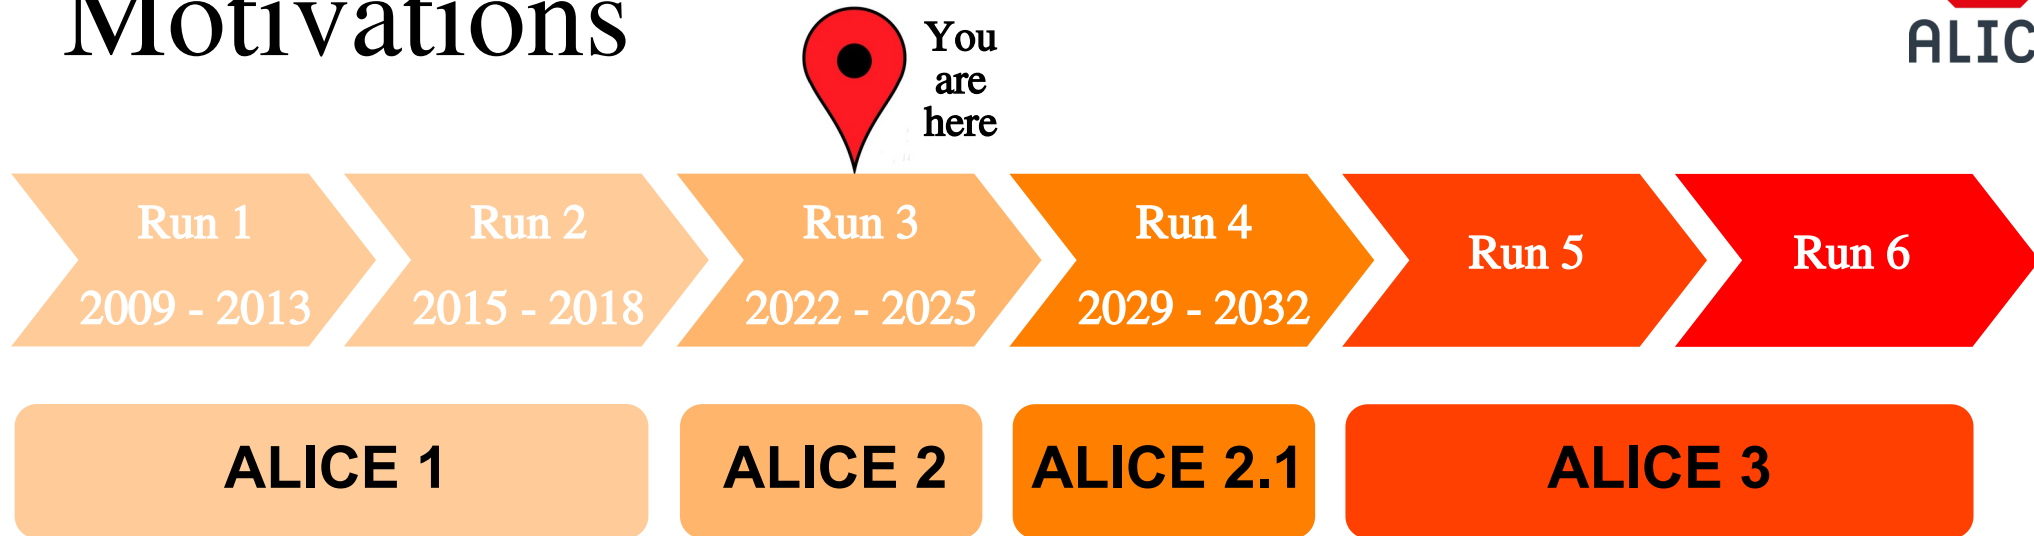 Motivations
You
are
here
ALIC
Run 1
2009 - 2013
Run 2
2015 - 2018
Run 3
2022 - 2025
Run 4
2029 - 2032
Run 5
Run 6
ALICE 1
ALICE 2
ALICE 2.1
ALICE 3